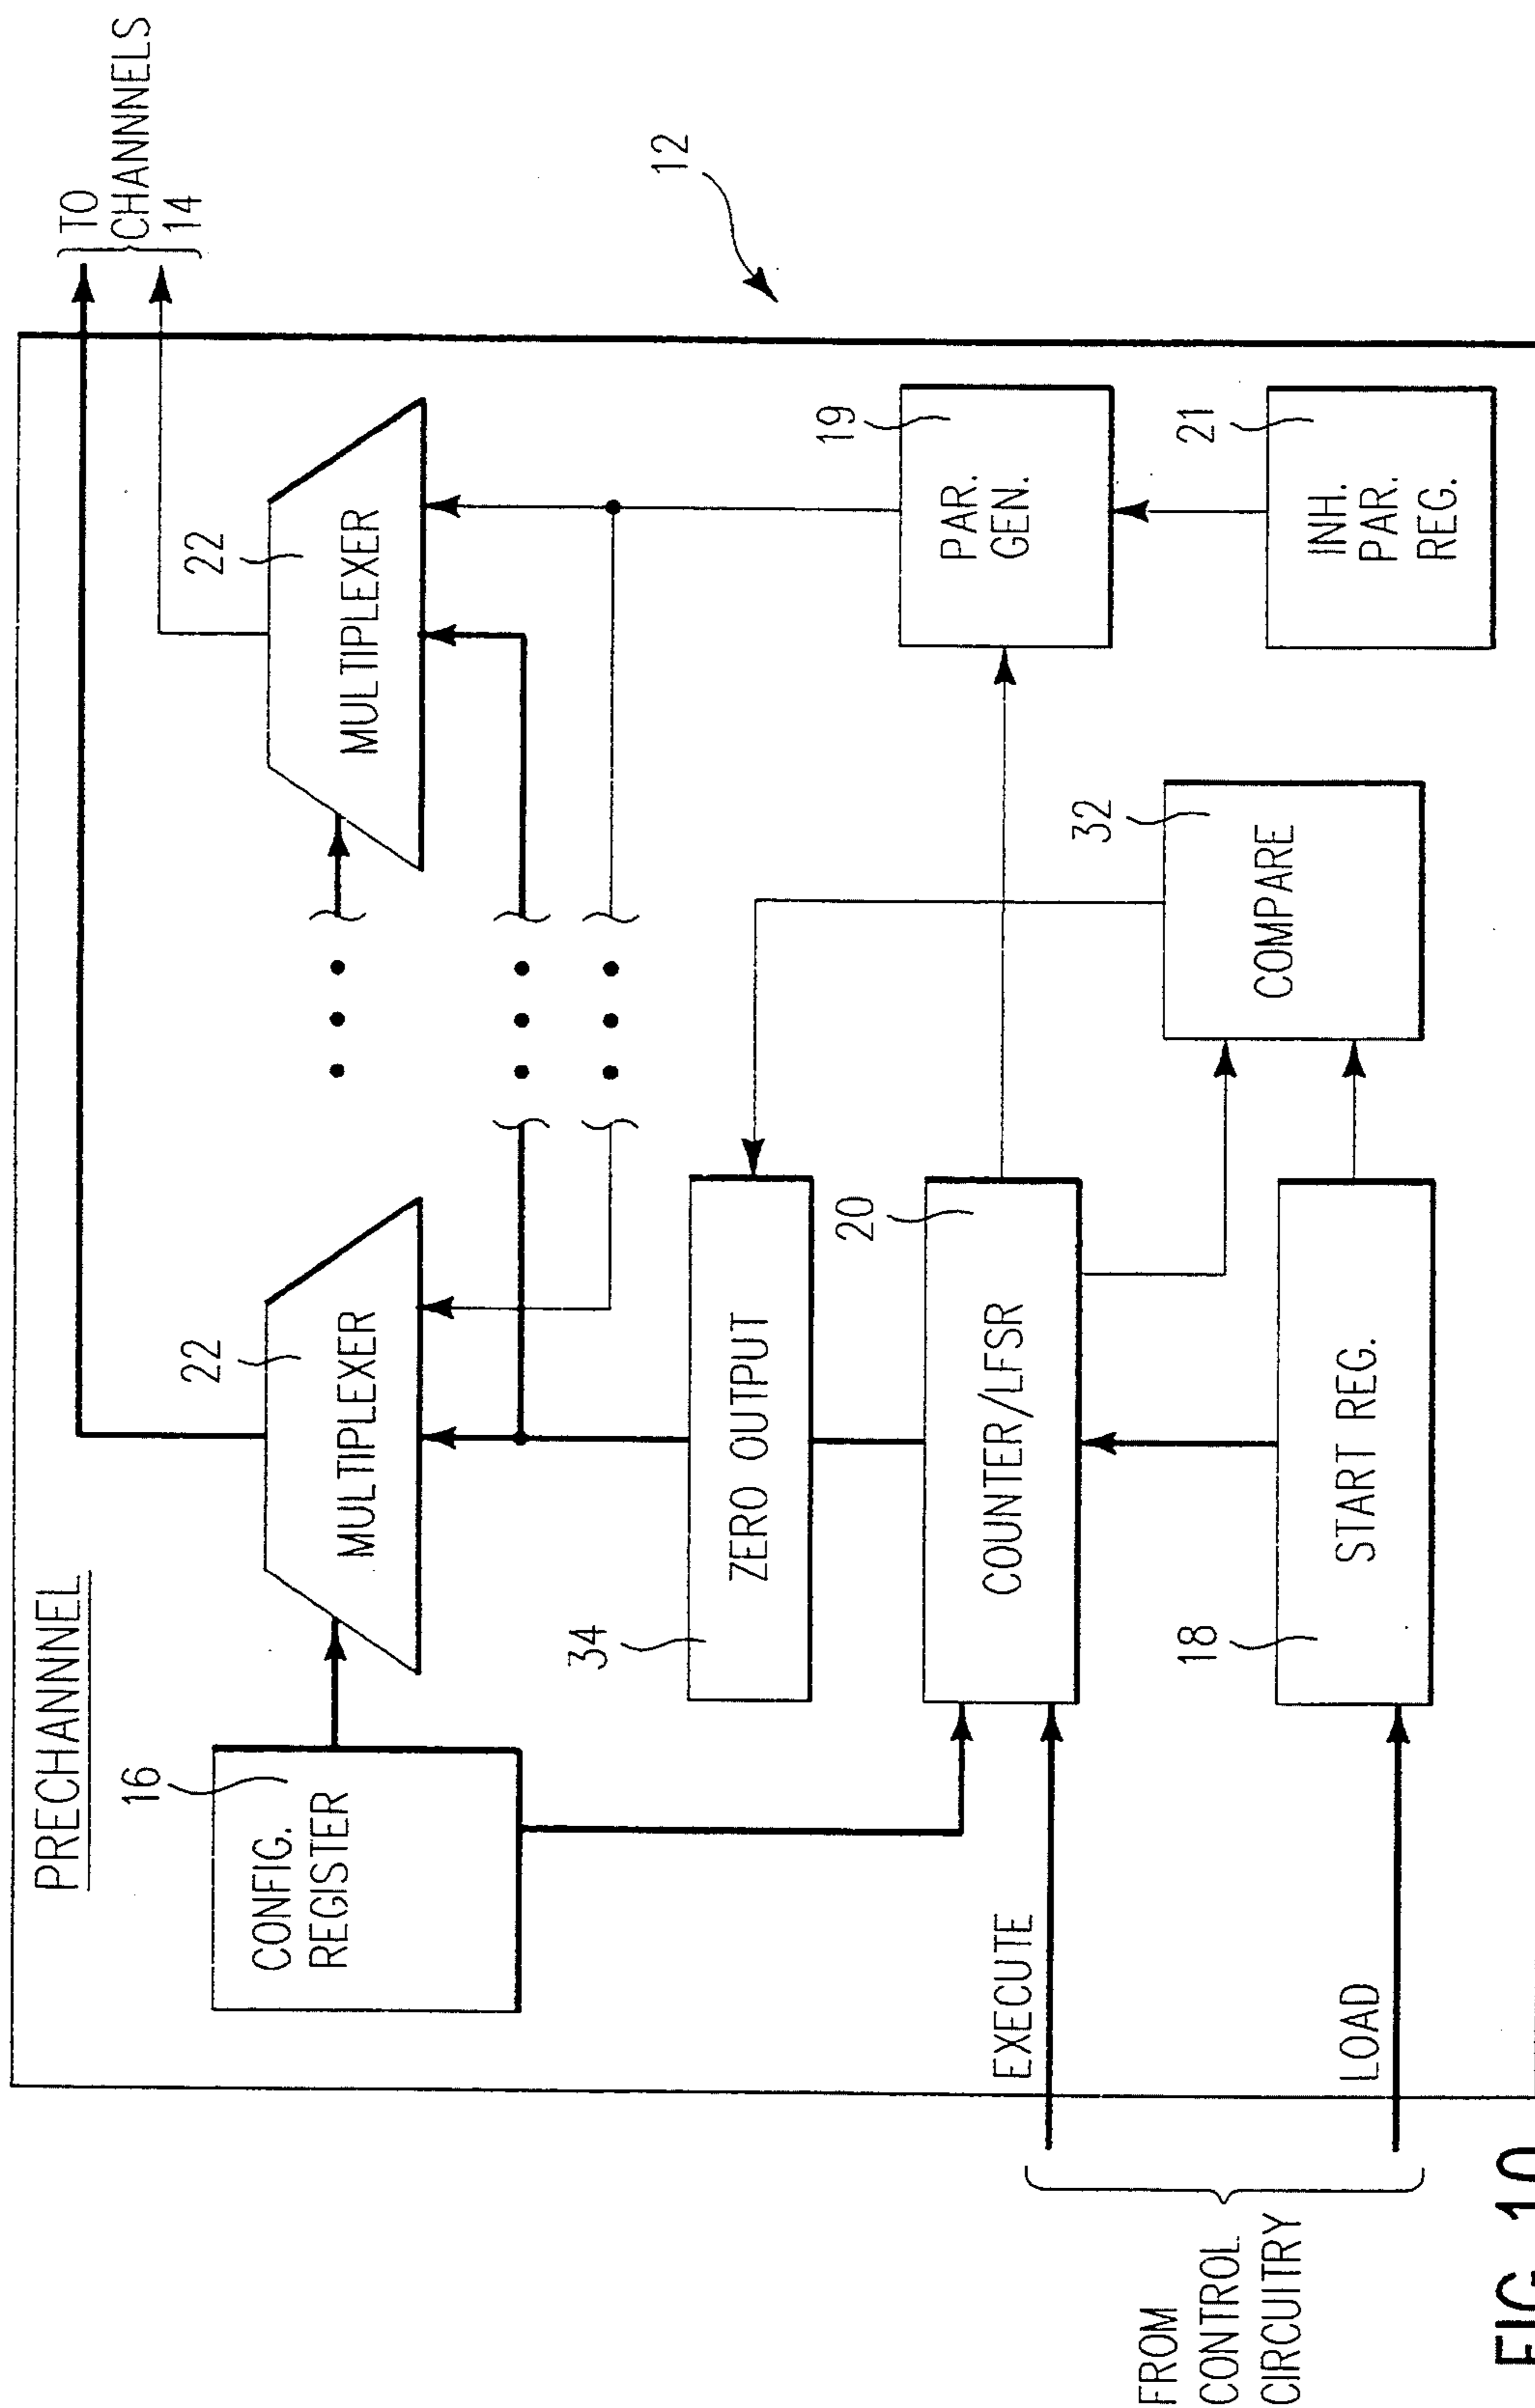 PRECHANNEL
TO
CHANNNELS
14
12
16
CONFIG.
REGISTER
22
MULTIPLEXER
22
MULTIPLEXER
34
ZERO OUTPUT
20
COUNTER/LFSR
18
START REG.
32
COMPARE
19
PAR.
GEN.
21
INH.
PAR.
REG.
EXECUTE
LOAD
FROM
CONTROL
CIRCUITRY